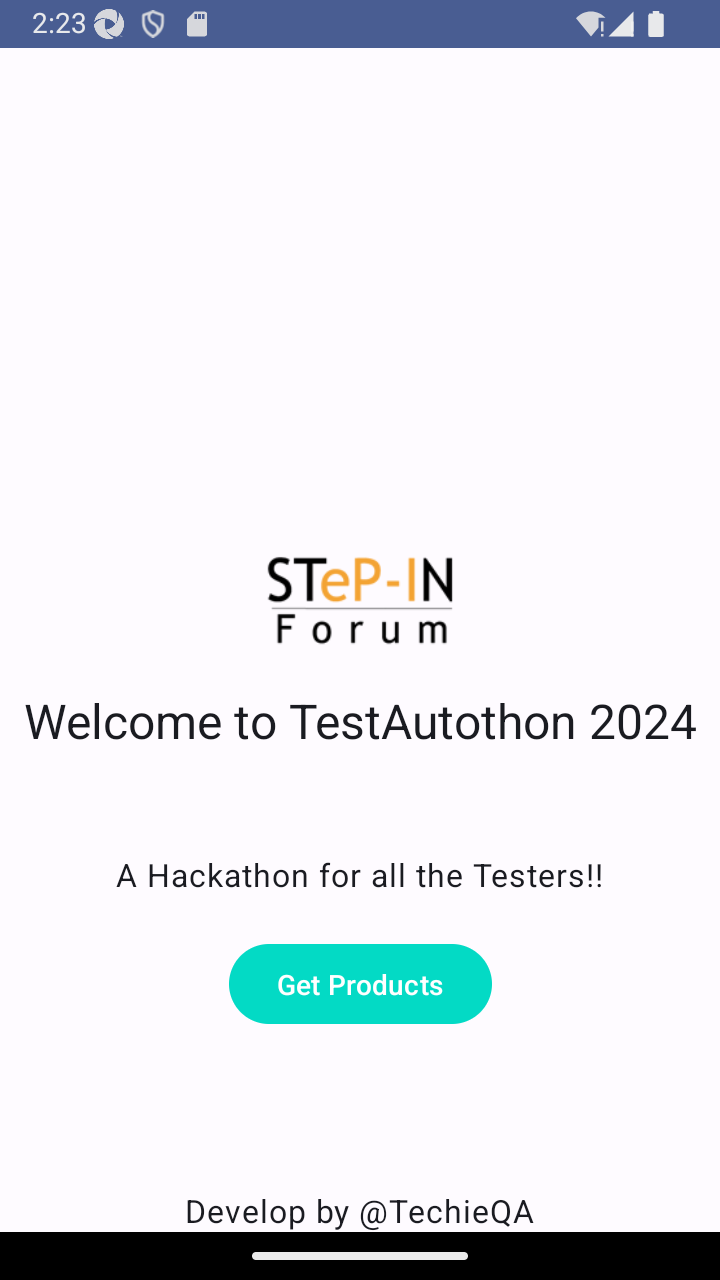 2:23
STeP-IN
Forum
Welcome to TestAutothon 2024
A Hackathon for all the Testers!!
Get Products
Develop by @TechieQA